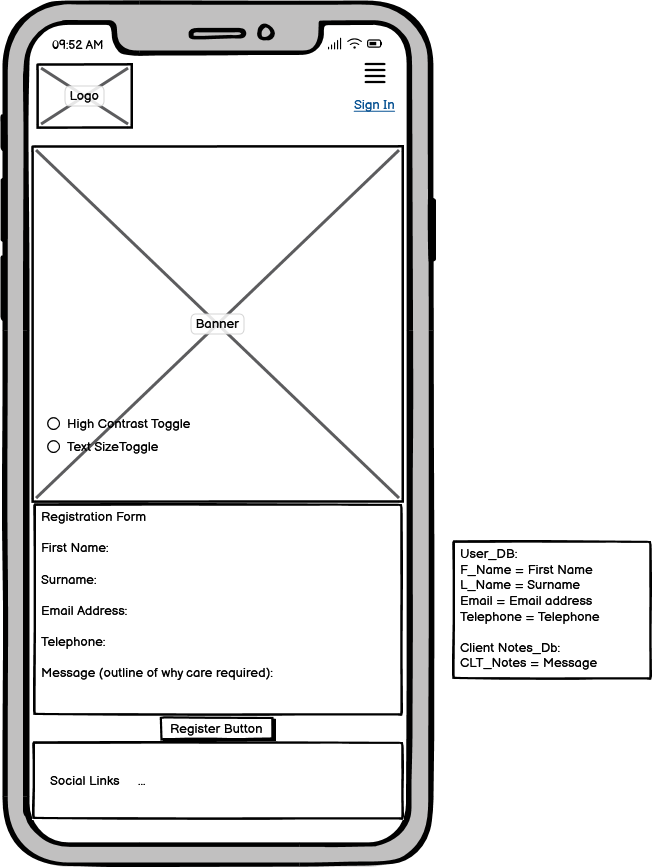 09:52 AM
Logo
Sign In
Banner
High Contrast Toggle
Text SizeToggle
Registration Form
First Name:
Surname:
Email Address:
Telephone:
Message (outline of why care required):
Register Button
Social Links ...
User_DB:
F_Name = First Name
L_Name = Surname
Email = Email address
Telephone = Telephone
Client Notes_Db:
CLT_Notes = Message